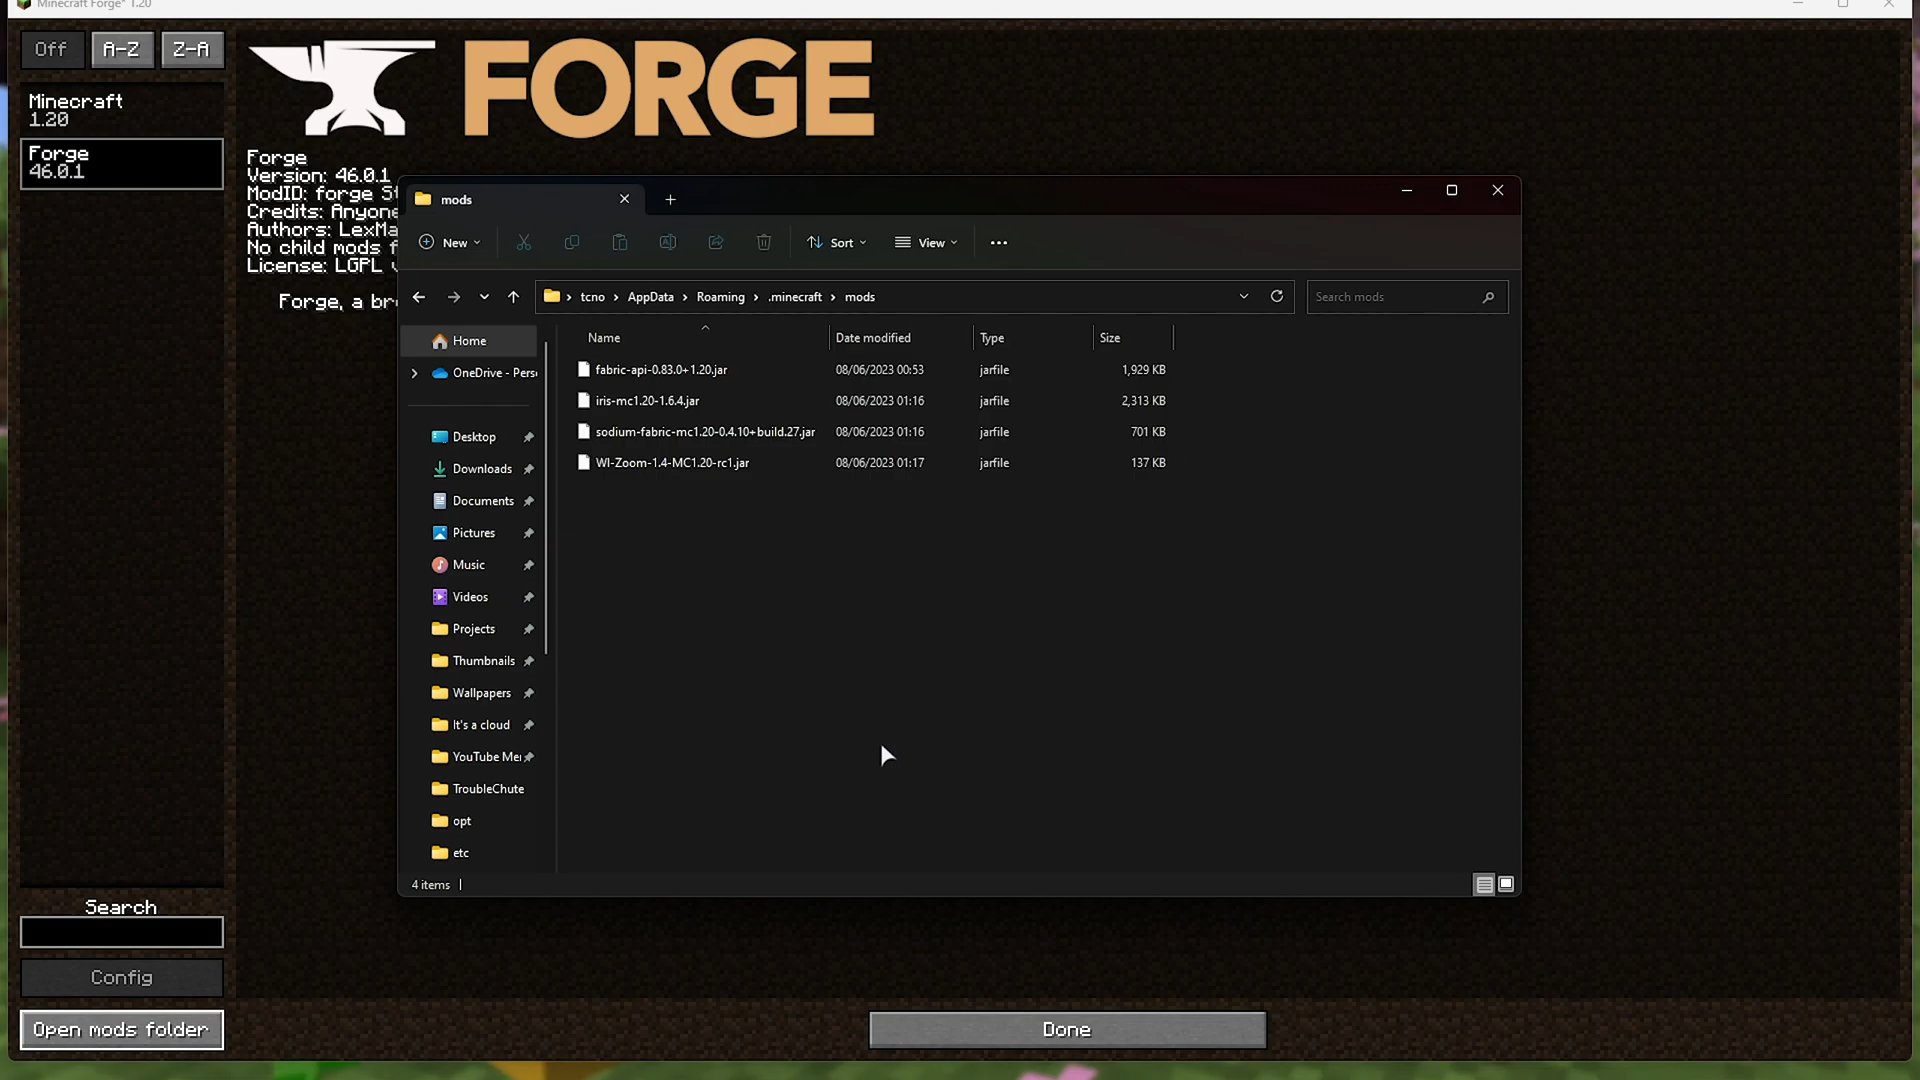 Minecraft Forge* 1.20
Off A-Z Z-A
FORGE
Minecraft
1.20
Forge
46.0.1
Forge
Version: 46.0.1
ModID: forge St
Credits: Anyone
Authors: LexMa
No child mods f
License: LGPL v
Forge, a br
mods
New Sort View
tcno > AppData > Roaming > .minecraft > mods
Search mods
Name Date modified Type Size
fabric-api-0.83.0+1.20.jar 08/06/2023 00:53 jarfile 1,929 KB
iris-mc1.20-1.6.4.jar 08/06/2023 01:16 jarfile 2,313 KB
sodium-fabric-mc1.20-0.4.10+build.27.jar 08/06/2023 01:16 jarfile 701 KB
WI-Zoom-1.4-MC1.20-rc1.jar 08/06/2023 01:17 jarfile 137 KB
Home
OneDrive - Pers
Desktop
Downloads
Documents
Pictures
Music
Videos
Projects
Thumbnails
Wallpapers
It's a cloud
YouTube Me
TroubleChute
opt
etc
4 items
Search
Config
Open mods folder
Done